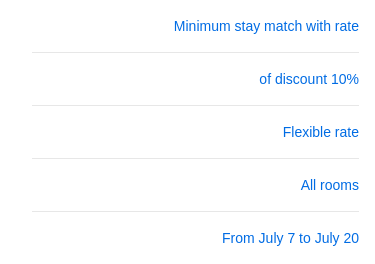 Minimum stay match with rate
of discount 10%
Flexible rate
All rooms
From July 7 to July 20